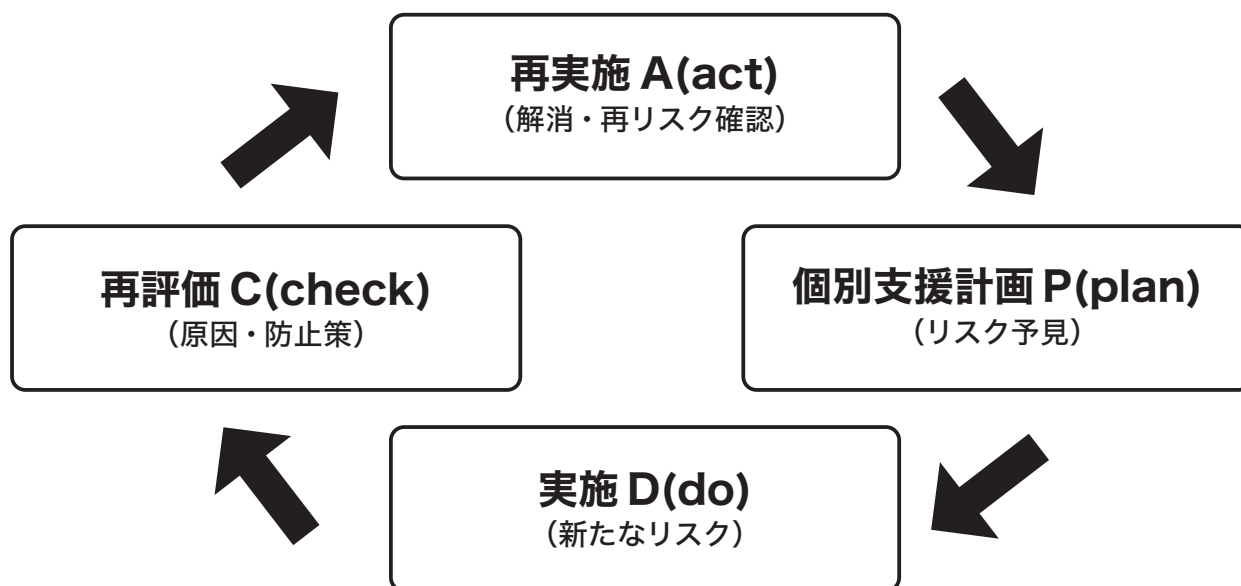 再実施 A(act)
（解消・再リスク確認）
再評価 C(check)
（原因・防止策）
個別支援計画 P(plan)
（リスク予見）
実施 D(do)
（新たなリスク）